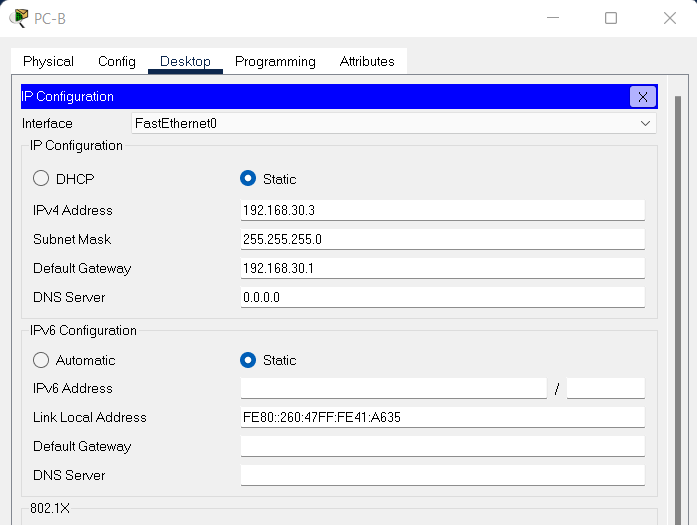 PC-B
Physical Config Desktop Programming Attributes
IP Configuration X
Interface FastEthernet0
IP Configuration
DHCP Static
IPv4 Address 192.168.30.3
Subnet Mask 255.255.255.0
Default Gateway 192.168.30.1
DNS Server 0.0.0.0
IPv6 Configuration
Automatic Static
IPv6 Address /
Link Local Address FE80::260:47FF:FE41:A635
Default Gateway
DNS Server
802.1X